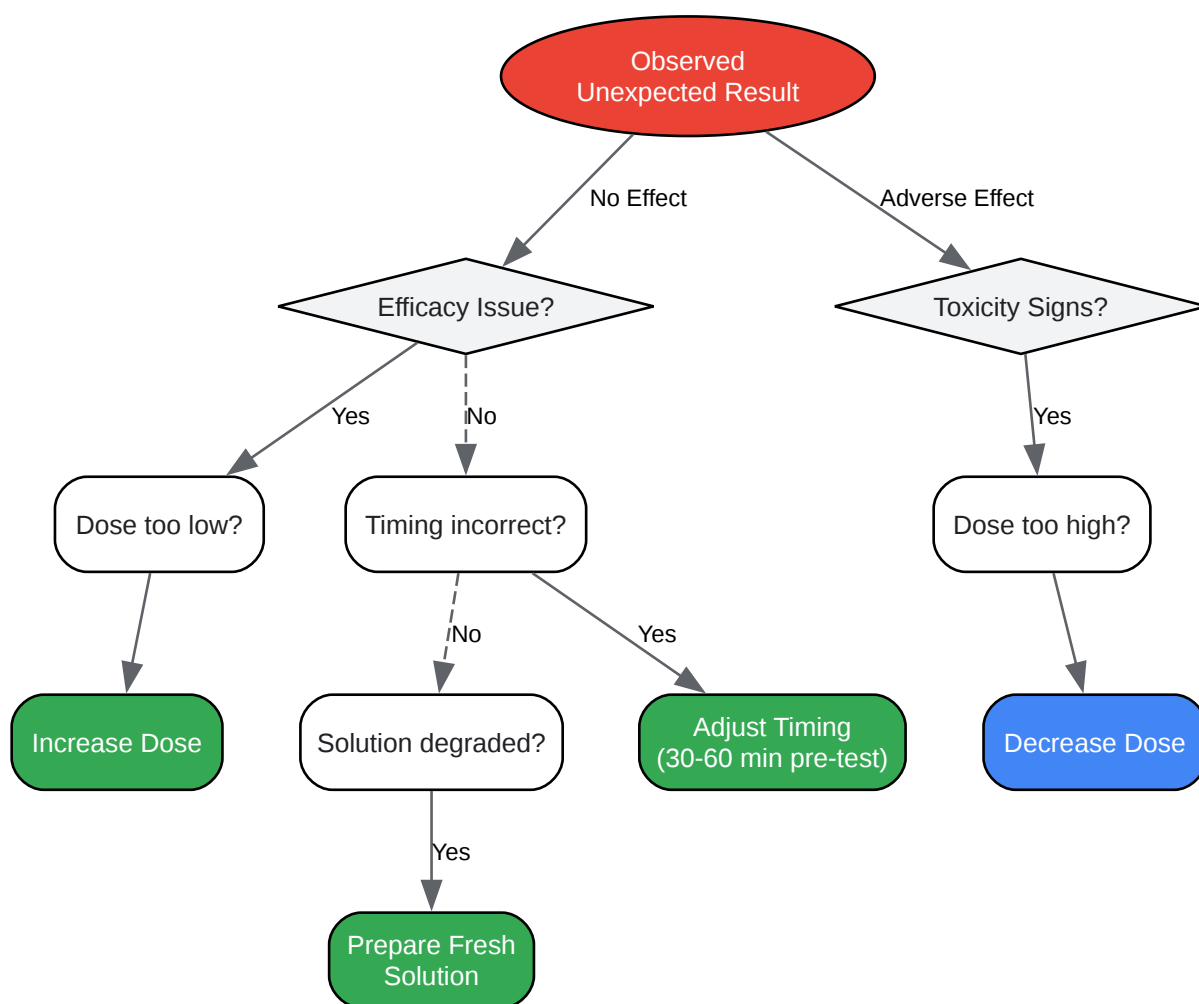 Observed
Unexpected Result
No Effect
Adverse Effect
Efficacy Issue?
Toxicity Signs?
Yes
No
Yes
Dose too low?
Timing incorrect?
Dose too high?
No
Yes
Increase Dose
Solution degraded?
Adjust Timing
(30-60 min pre-test)
Decrease Dose
Yes
Prepare Fresh
Solution